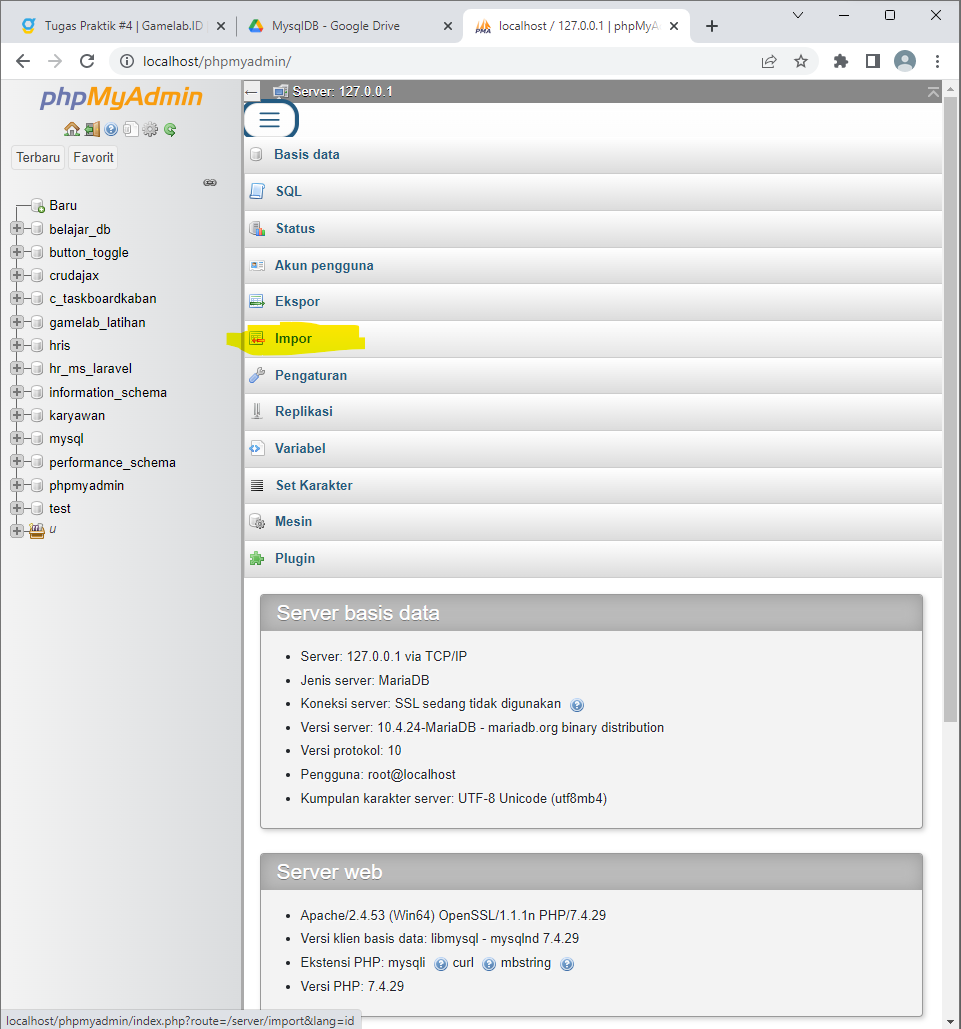 Tugas Praktik #4 | Gamelab.ID
MysqlDB - Google Drive
localhost / 127.0.0.1 | phpMyA
localhost/phpmyadmin/
phpMyAdmin
Terbaru
Favorit
Baru
belajar_db
button_toggle
crudajax
c_taskboardkaban
gamelab_latihan
hris
hr_ms_laravel
information_schema
karyawan
mysql
performance_schema
phpmyadmin
test
u
Server: 127.0.0.1
Basis data
SQL
Status
Akun pengguna
Ekspor
Impor
Pengaturan
Replikasi
Variabel
Set Karakter
Mesin
Plugin
Server basis data
Server: 127.0.0.1 via TCP/IP
Jenis server: MariaDB
Koneksi server: SSL sedang tidak digunakan
Versi server: 10.4.24-MariaDB - mariadb.org binary distribution
Versi protokol: 10
Pengguna: root@localhost
Kumpulan karakter server: UTF-8 Unicode (utf8mb4)
Server web
Apache/2.4.53 (Win64) OpenSSL/1.1.1n PHP/7.4.29
Versi klien basis data: libmysql - mysqlnd 7.4.29
Ekstensi PHP: mysqli curl mbstring
Versi PHP: 7.4.29
localhost/phpmyadmin/index.php?route=/server/import&lang=id